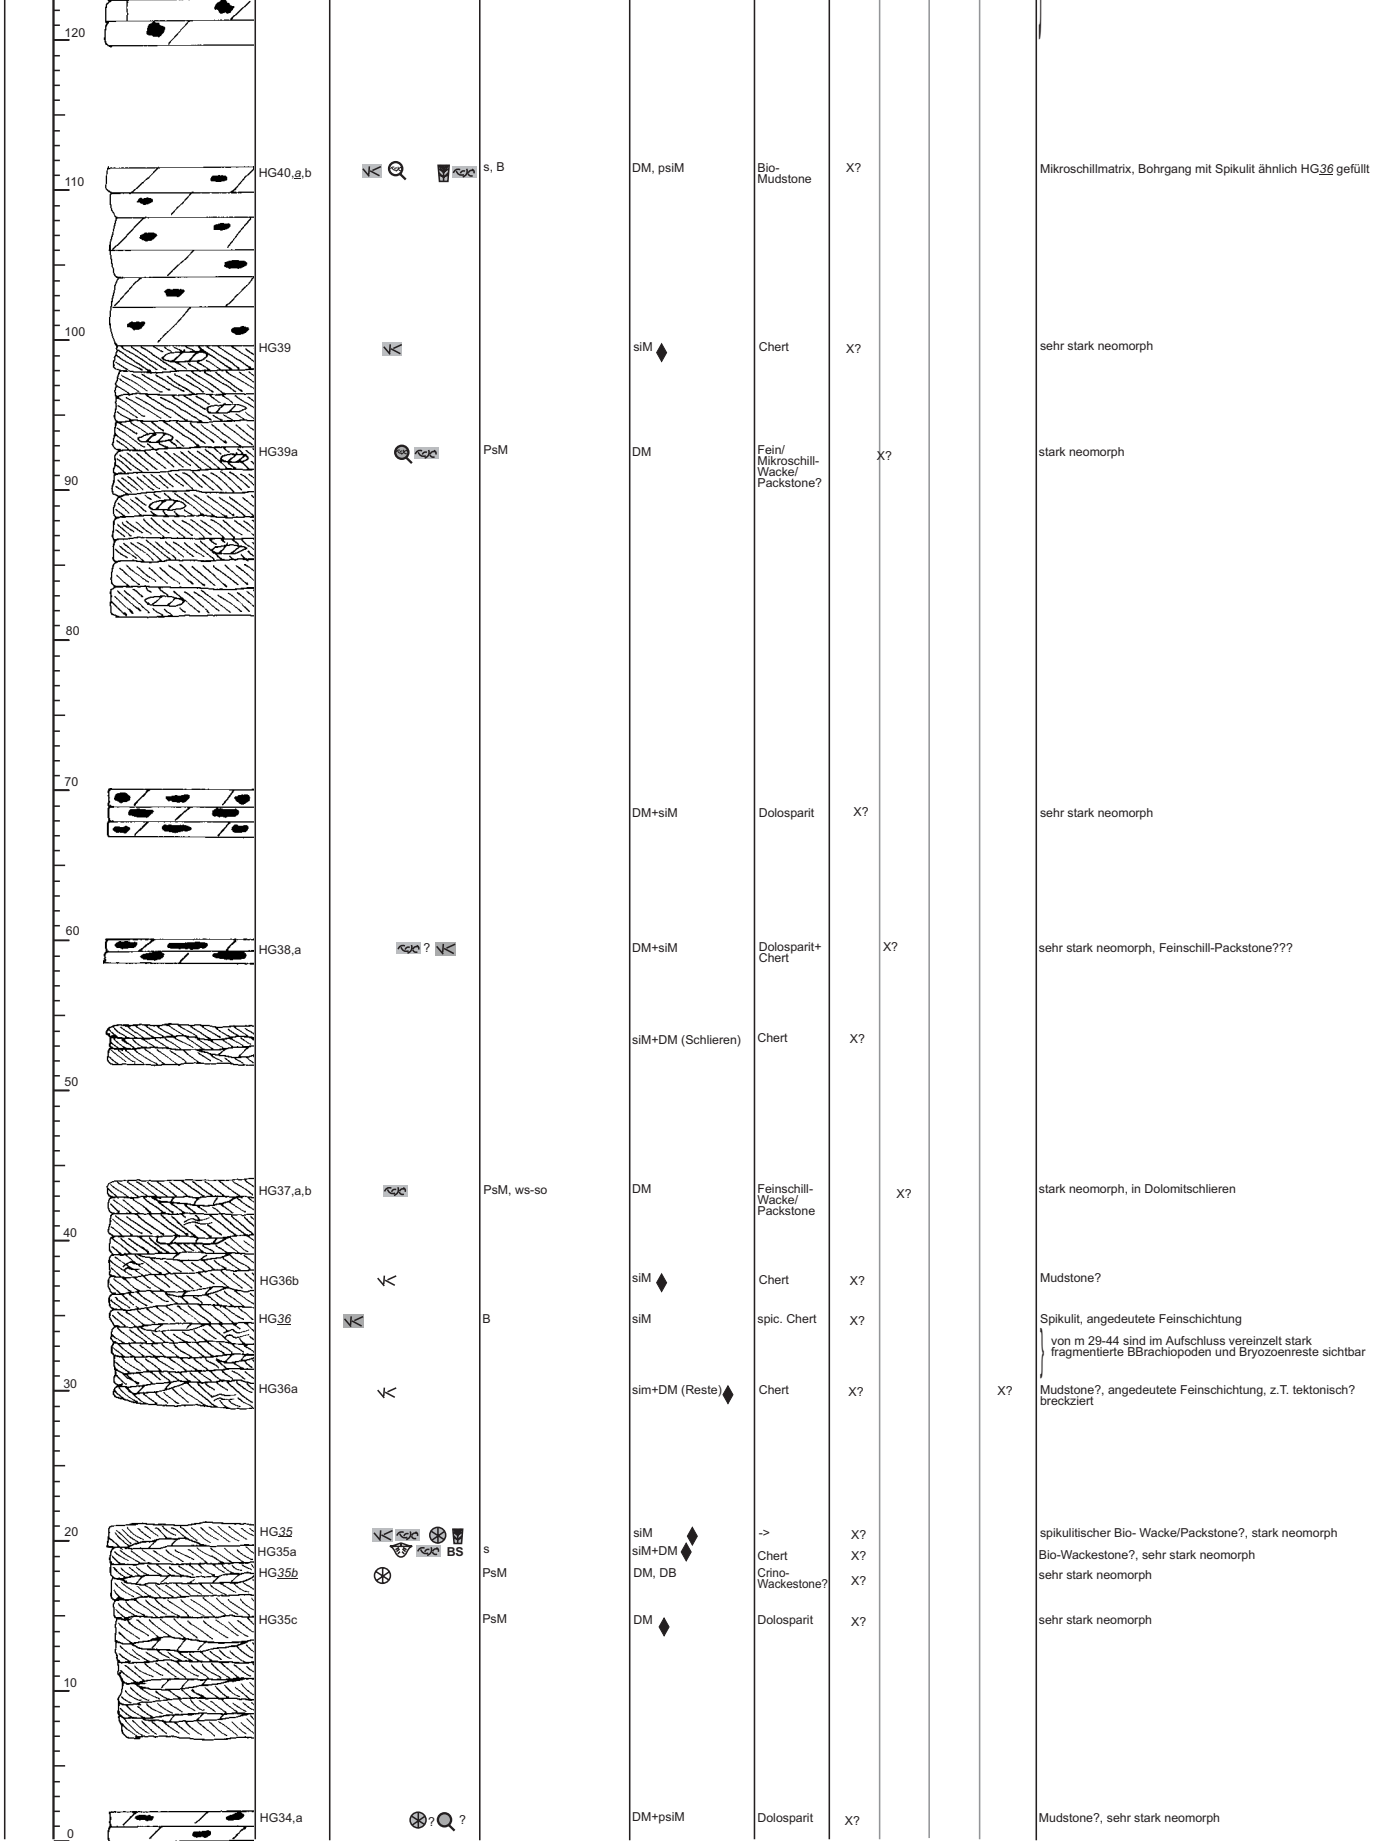 120
110
HG40,a,b s, B DM, psiM Bio- X? Mikroschillmatrix, Bohrgang mit Spikulit ähnlich HG36 gefüllt
Mudstone
100
HG39 siM Chert X? sehr stark neomorph
HG39a PsM DM Fein/ X? stark neomorph
Mikroschill-
Wacke/
Packstone?
90
80
70
DM+siM Dolosparit X? sehr stark neomorph
60
HG38,a ? DM+siM Dolosparit+ X? sehr stark neomorph, Feinschill-Packstone???
Chert
siM+DM (Schlieren) Chert X?
50
HG37,a,b PsM, ws-so DM Feinschill- X? stark neomorph, in Dolomitschlieren
Wacke/
Packstone
40
HG36b siM Chert X? Mudstone?
HG36 B siM spic. Chert X? Spikulit, angedeutete Feinschichtung
von m 29-44 sind im Aufschluss vereinzelt stark
fragmentierte BBrachiopoden und Bryozoenreste sichtbar
30
HG36a sim+DM (Reste) Chert X? X? Mudstone?, angedeutete Feinschichtung, z.T. tektonisch?
breckziert
20
HG35 siM -> X? spikulitischer Bio- Wacke/Packstone?, stark neomorph
HG35a BS s siM+DM Chert X? Bio-Wackestone?, sehr stark neomorph
HG35b PsM DM, DB Crino- X? sehr stark neomorph
Wackestone?
HG35c PsM DM Dolosparit X? sehr stark neomorph
10
HG34,a ? ? DM+psiM Dolosparit X? Mudstone?, sehr stark neomorph
0